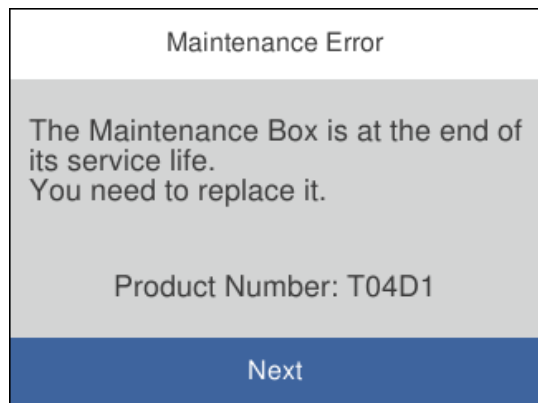 Maintenance Error
The Maintenance Box is at the end of
its service life.
You need to replace it.
Product Number: T04D1
Next